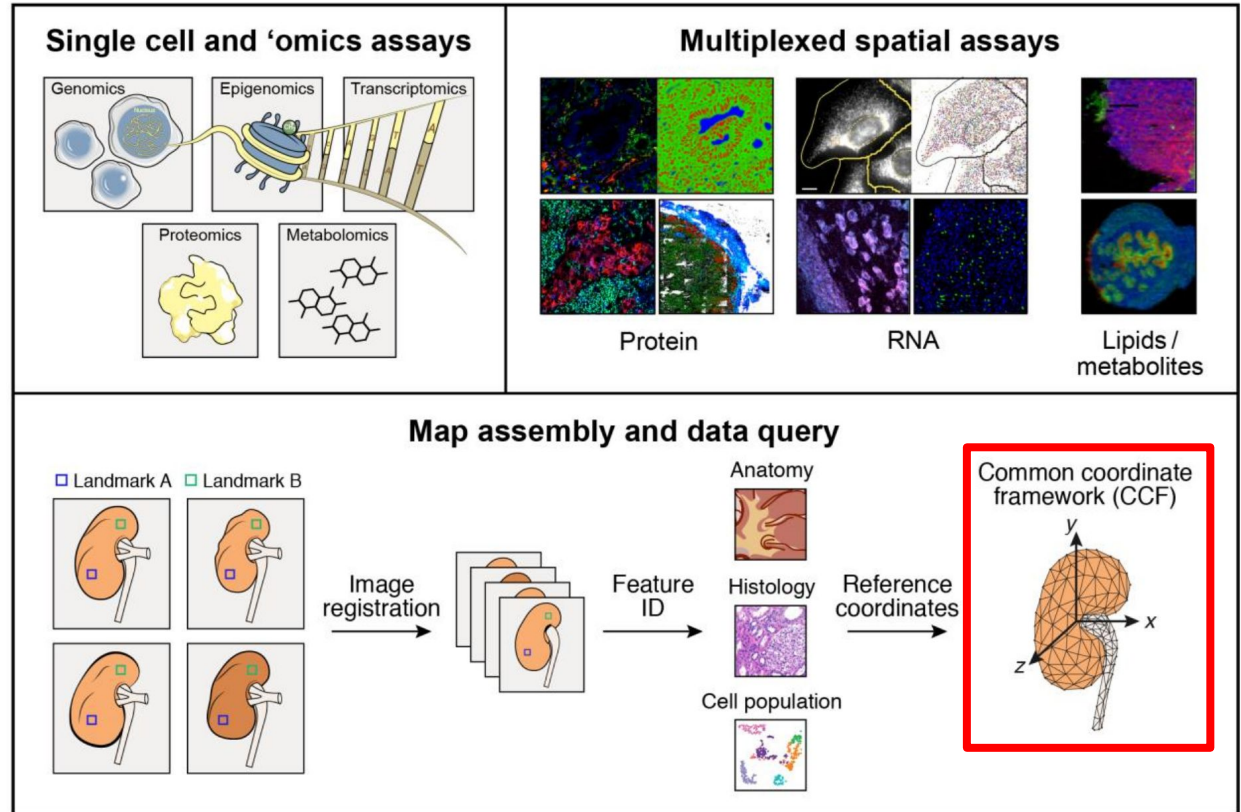 Single cell and ‘omics assays
Genomics
Epigenomics
Transcriptomics
Proteomics
Metabolomics
Multiplexed spatial assays
Protein
RNA
Lipids /
metabolites
Map assembly and data query
Landmark A
Landmark B
Image
registration
Feature
ID
Anatomy
Histology
Cell population
Reference
coordinates
Common coordinate
framework (CCF)
y
x
z